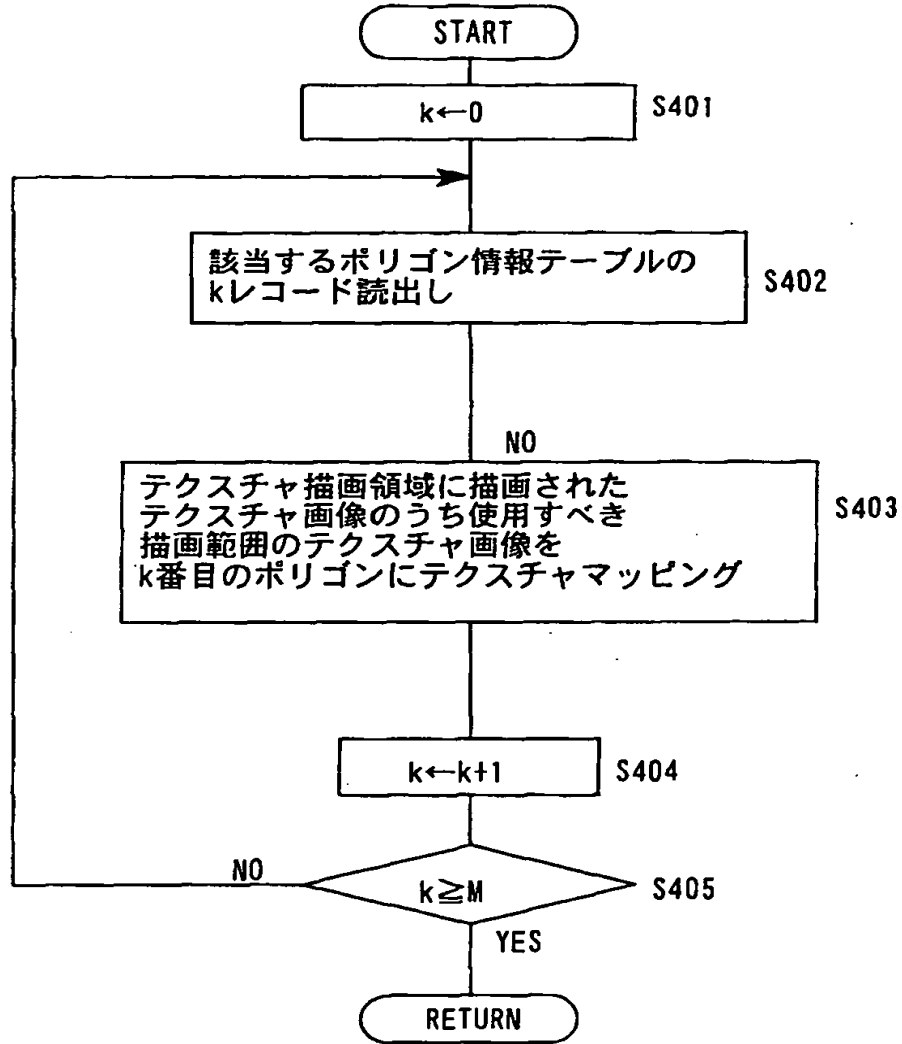 START
k←0
S401
該当するポリゴン情報テーブルの
kレコード読出し
S402
NO
テクスチャ描画領域に描画された
テクスチャ画像のうち使用すべき
描画範囲のテクスチャ画像を
k番目のポリゴンにテクスチャマッピング
S403
k←k+1
S404
NO
k≧M
S405
YES
RETURN